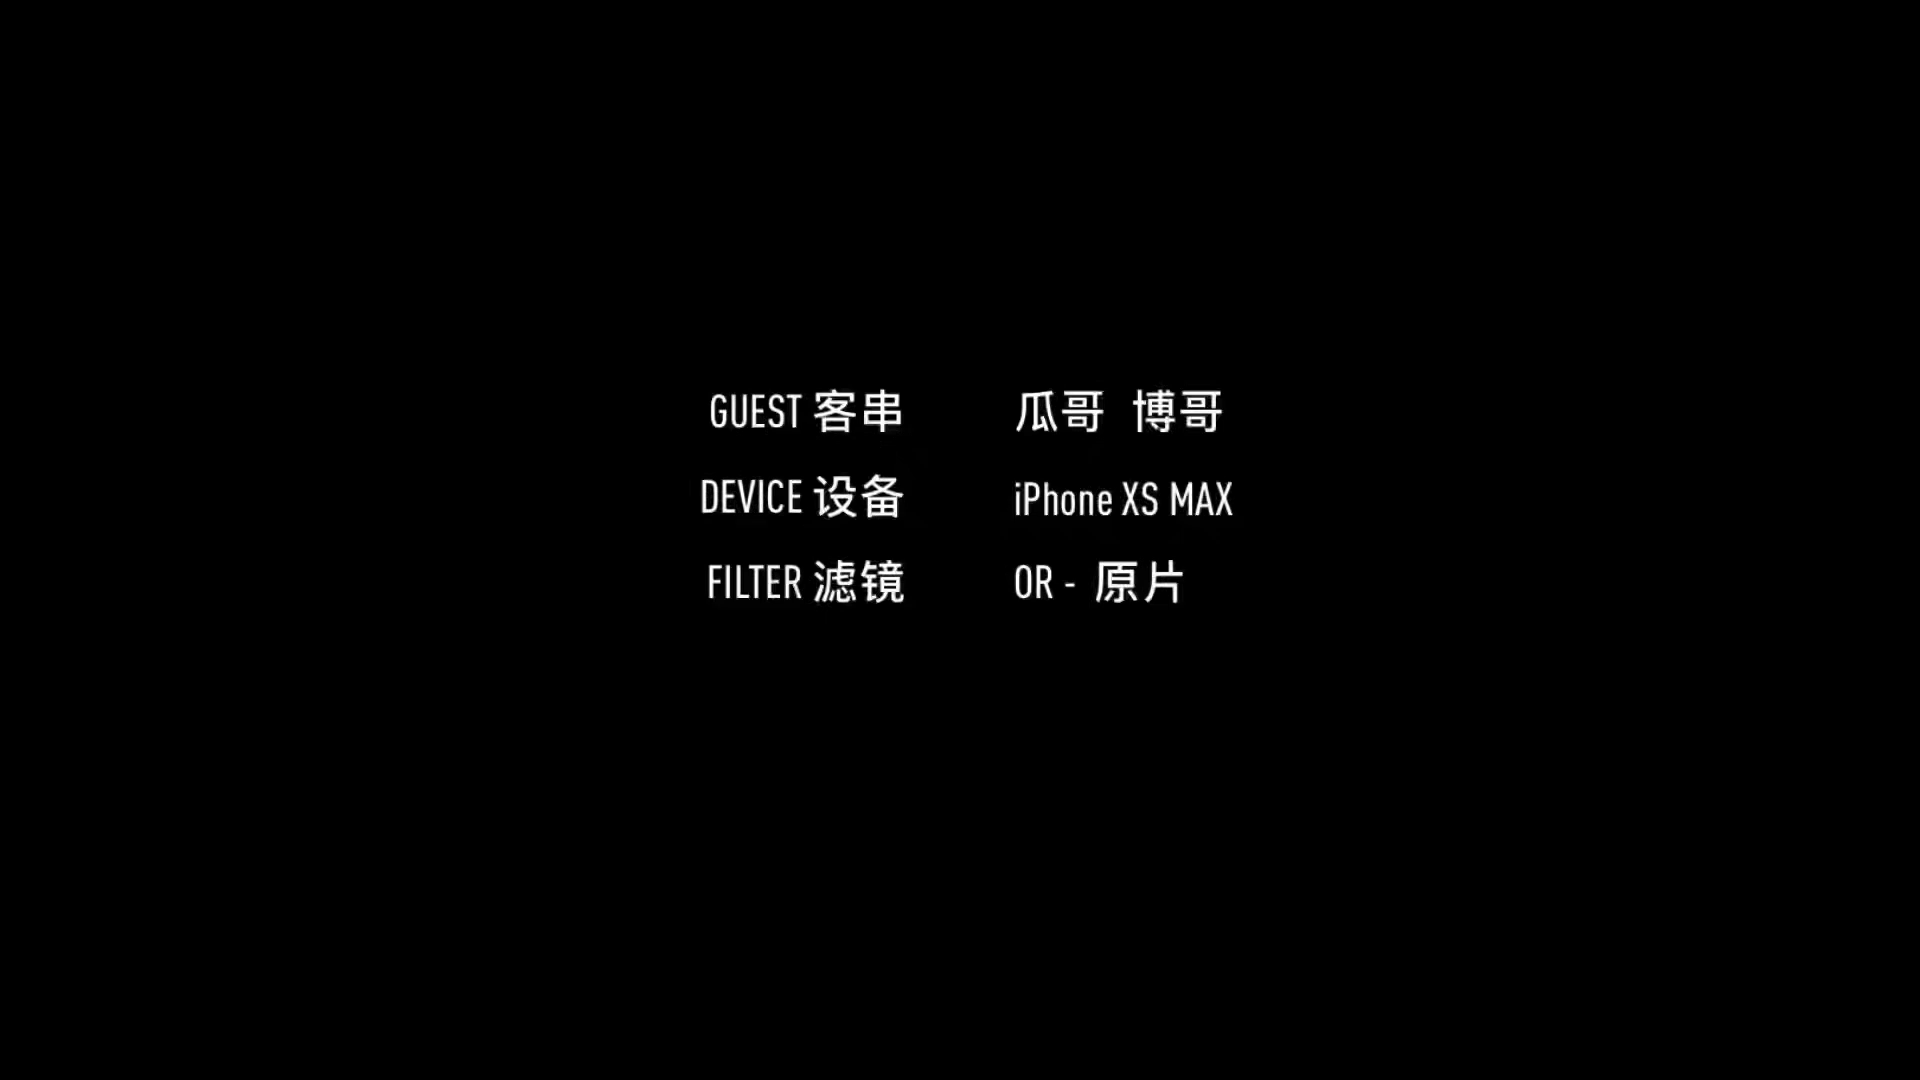 GUEST 客串 瓜哥 博哥
DEVICE 设备 iPhone XS MAX
FILTER 滤镜 OR - 原片